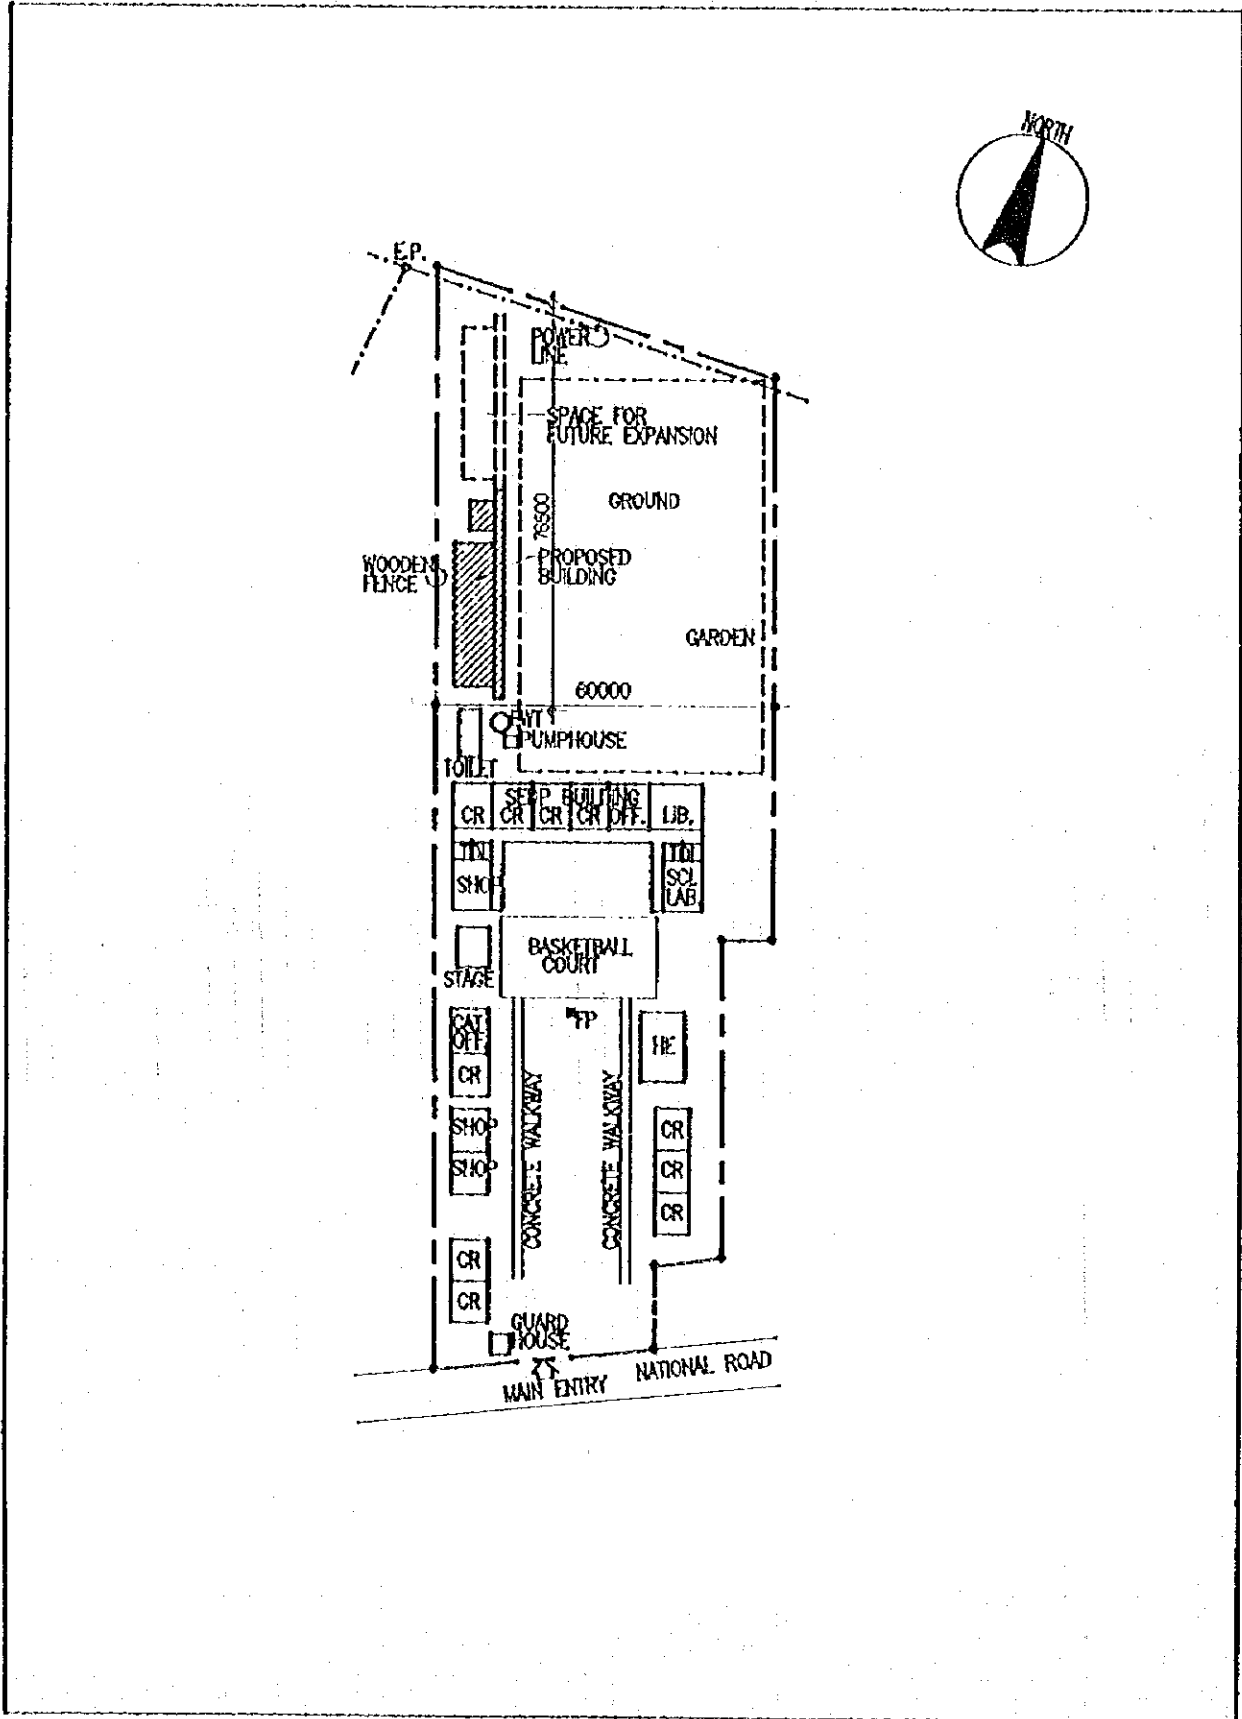 NORTH
E.P.
POWER
LINE
SPACE FOR
FUTURE EXPANSION
GROUND
76500
WOODEN
FENCE
PROPOSED
BUILDING
GARDEN
60000
PUMPHOUSE
TOILET
BUILDING
CR
CR
CR
CR
OFF.
LIB.
SHOP
SCI.
LAB.
BASKETBALL
COURT
STAGE
FP
CAT
OFF.
HE
CR
CONCRETE WALKWAY
CONCRETE WALKWAY
SHOP
CR
SHOP
CR
CR
CR
CR
GUARD
HOUSE
MAIN ENTRY
NATIONAL ROAD